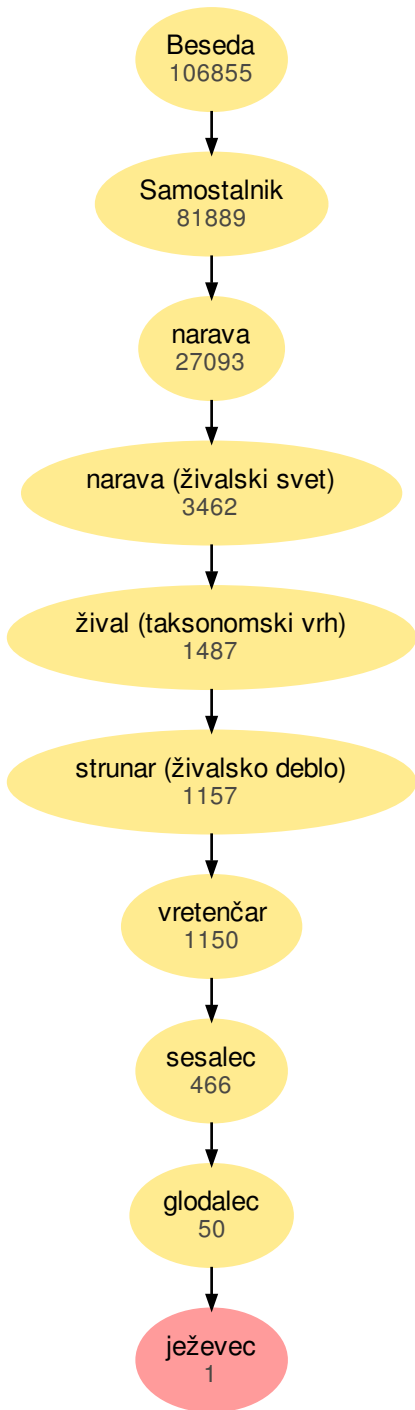 Beseda
106855
Samostalnik
81889
narava
27093
narava (živalski svet)
3462
žival (taksonomski vrh)
1487
strunar (živalsko deblo)
1157
vretenčar
1150
sesalec
466
glodalec
50
ježevec
1